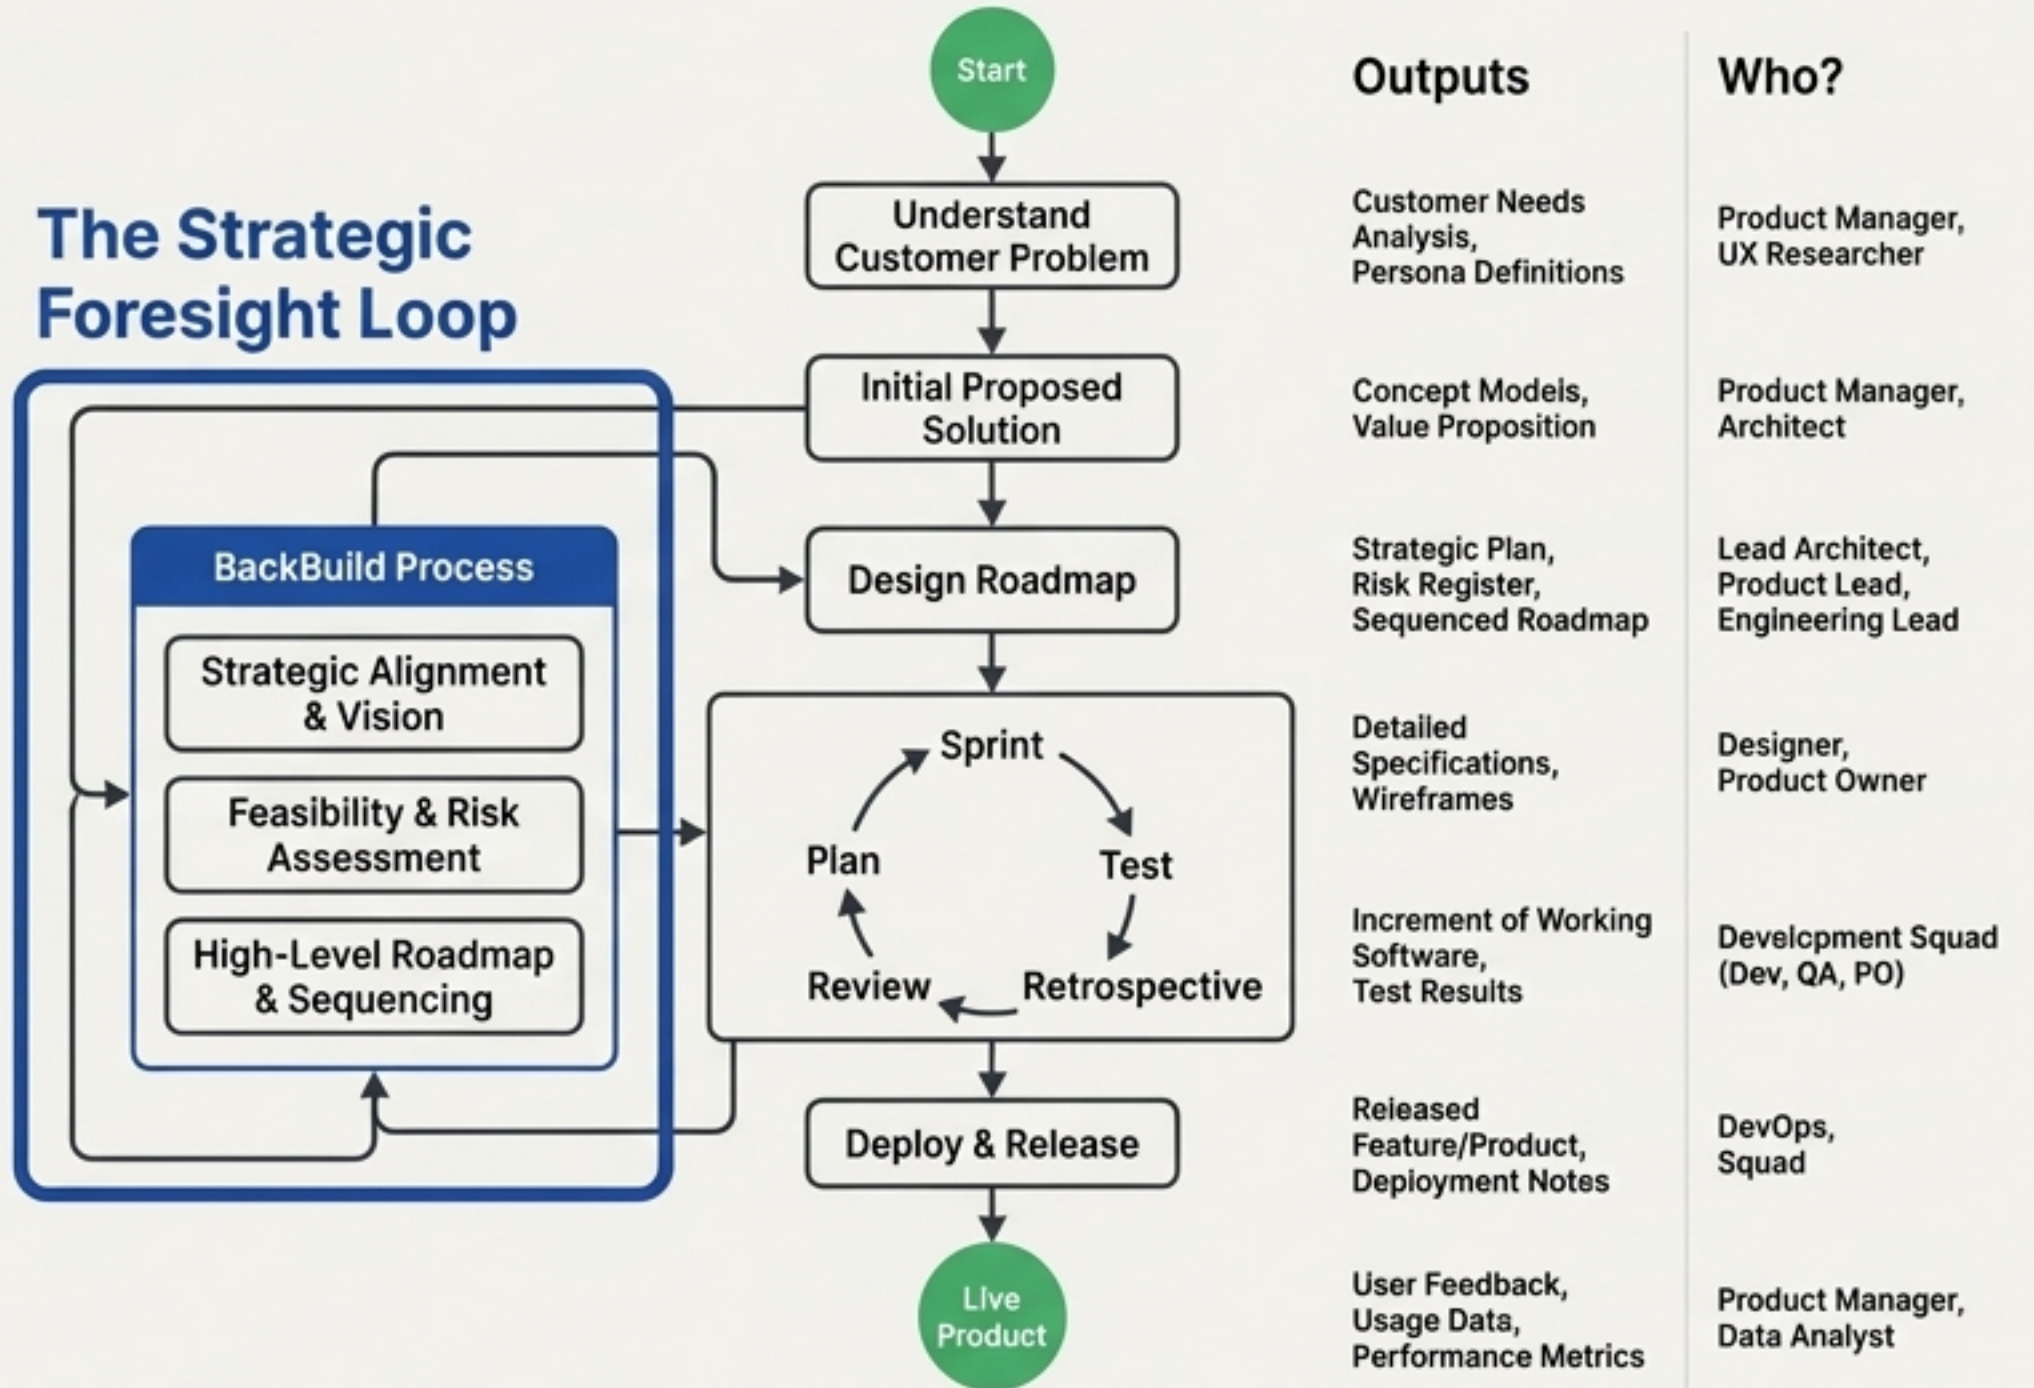 Start
Outputs
Who?
The Strategic
Foresight Loop
Understand
Customer Problem
Customer Needs
Analysis,
Persona Definitions
Product Manager,
UX Researcher
Initial Proposed
Solution
Concept Models,
Value Proposition
Product Manager,
Architect
BackBuild Process
Strategic Alignment
& Vision
Feasibility & Risk
Assessment
High-Level Roadmap
& Sequencing
Design Roadmap
Strategic Plan,
Risk Register,
Sequenced Roadmap
Lead Architect,
Product Lead,
Engineering Lead
Sprint
Test
Retrospective
Review
Plan
Detailed
Specifications,
Wireframes
Designer,
Product Owner
Increment of Working
Software,
Test Results
Develcpment Squad
(Dev, QA, PO)
Deploy & Release
Released
Feature/Product,
Deployment Notes
DevOps,
Squad
Live
Product
User Feedback,
Usage Data,
Performance Metrics
Product Manager,
Data Analyst